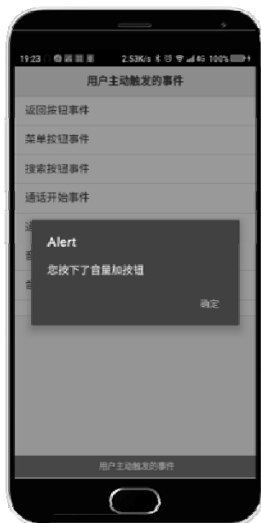 19:23
2.53K/s 4G 100%
用户主动触发的事件
返回按钮事件
菜单按钮事件
搜索按钮事件
通话开始事件
Alert
您按下了音量加按钮
确定
用户主动触发的事件